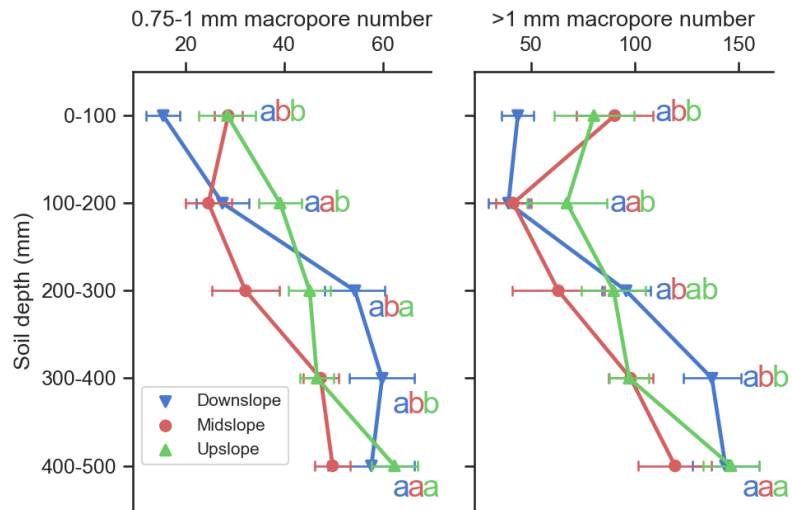 0.75-1 mm macropore number
>1 mm macropore number
20 40 60
50 100 150
Soil depth (mm)
0-100
100-200
200-300
300-400
400-500
abb
aab
aba
abb
aaa
abb
aab
abab
abb
aaa
Downslope
Midslope
Upslope